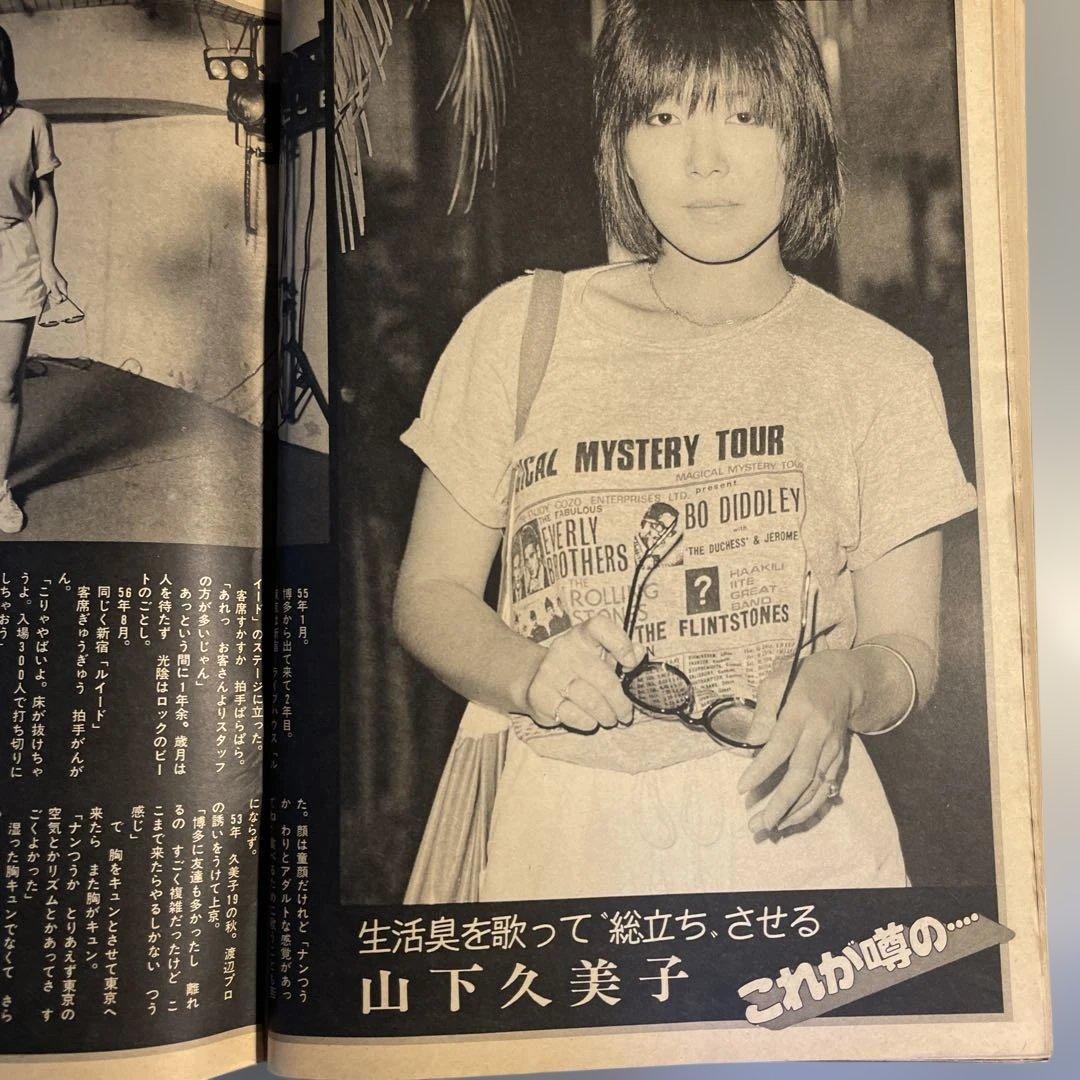 MAGICAL MYSTERY TOUR
MAGICAL MYSTERY TOU
ENJOY COZO ENTERPRISES LTD. present
THE FABULOUS
EVERLY
BROTHERS
BO DIDDLEY
with
'THE DUCHESS' & JEROME
THE
ROLLING
STONES
?
HAAKILI
IITE
GREAT
BAND
THE FLINTSTONES
生活臭を歌って〝総立ち〟させる
山下久美子
これが噂の‥‥
55年1月。
博多から出て来て2年目。
イード」のステージに立った。
客席すかすか 拍手ぱらぱら。
「あれっ お客さんよりスタッフ
の方が多いじゃん」
あっという間に1年余。歳月は
人を待たず 光陰はロックのビー
トのごとし。
56年8月。
同じく新宿「ルイード」
客席ぎゅうぎゅう 拍手がんが
ん。
「こりゃやばいよ。床が抜けちゃ
うよ。入場300人で打ち切りに
しちゃおう」
た。顔は童顔だけれど「ナンつう
か わりとアダルトな感覚があっ
にならず。
53年 久美子19の秋。渡辺プロ
の誘いをうけて上京。
「博多に友達も多かったし 離れ
るの すごく複雑だったけど こ
こまで来たらやるしかない つう
感じ」
で 胸をキュンとさせて東京へ
来たら また胸がキュン。
「ナンつうか とりあえず東京の
空気とかリズムとかあってさ す
ごくよかった」
湿った胸キュンでなくて さら